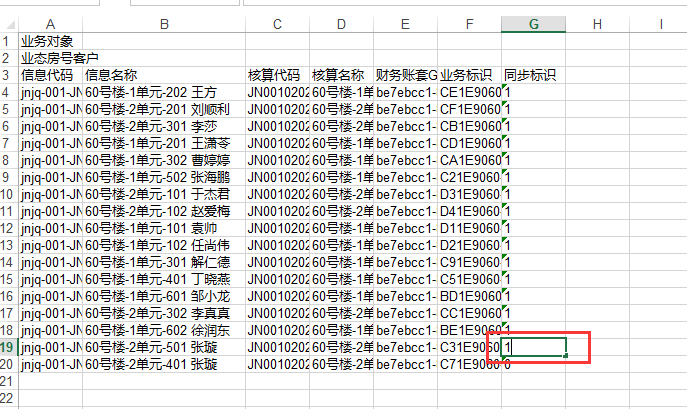 A B C D E F G H I
1 业务对象
2 业态房号客户
3 信息代码 信息名称 核算代码 核算名称 财务账套G 业务标识 同步标识
4 jnjq-001-JN 60号楼-1单元-202 王方 JN0010202 60号楼-1单 be7ebcc1- CE1E9060 1
5 jnjq-001-JN 60号楼-2单元-201 刘顺利 JN0010202 60号楼-2单 be7ebcc1- CF1E9060 1
6 jnjq-001-JN 60号楼-2单元-301 李莎 JN0010202 60号楼-2单 be7ebcc1- CB1E9060 1
7 jnjq-001-JN 60号楼-1单元-201 王潇苓 JN0010202 60号楼-1单 be7ebcc1- CD1E9060 1
8 jnjq-001-JN 60号楼-1单元-302 曹婷婷 JN0010202 60号楼-1单 be7ebcc1- CA1E9060 1
9 jnjq-001-JN 60号楼-1单元-502 张海鹏 JN0010202 60号楼-1单 be7ebcc1- C21E9060 1
10 jnjq-001-JN 60号楼-2单元-101 于杰君 JN0010202 60号楼-2单 be7ebcc1- D31E9060 1
11 jnjq-001-JN 60号楼-2单元-102 赵爱梅 JN0010202 60号楼-2单 be7ebcc1- D41E9060 1
12 jnjq-001-JN 60号楼-1单元-101 袁帅 JN0010202 60号楼-1单 be7ebcc1- D11E9060 1
13 jnjq-001-JN 60号楼-1单元-102 任尚伟 JN0010202 60号楼-1单 be7ebcc1- D21E9060 1
14 jnjq-001-JN 60号楼-1单元-301 解仁德 JN0010202 60号楼-1单 be7ebcc1- C91E9060 1
15 jnjq-001-JN 60号楼-1单元-401 丁晓燕 JN0010202 60号楼-1单 be7ebcc1- C51E9060 1
16 jnjq-001-JN 60号楼-1单元-601 邹小龙 JN0010202 60号楼-1单 be7ebcc1- BD1E9060 1
17 jnjq-001-JN 60号楼-2单元-302 李真真 JN0010202 60号楼-2单 be7ebcc1- CC1E9060 1
18 jnjq-001-JN 60号楼-1单元-602 徐润东 JN0010202 60号楼-1单 be7ebcc1- BE1E9060 1
19 jnjq-001-JN 60号楼-2单元-501 张璇 JN0010202 60号楼-2单 be7ebcc1- C31E9060 1
20 jnjq-001-JN 60号楼-2单元-401 张璇 JN0010202 60号楼-2单 be7ebcc1- C71E9060 0
21
22